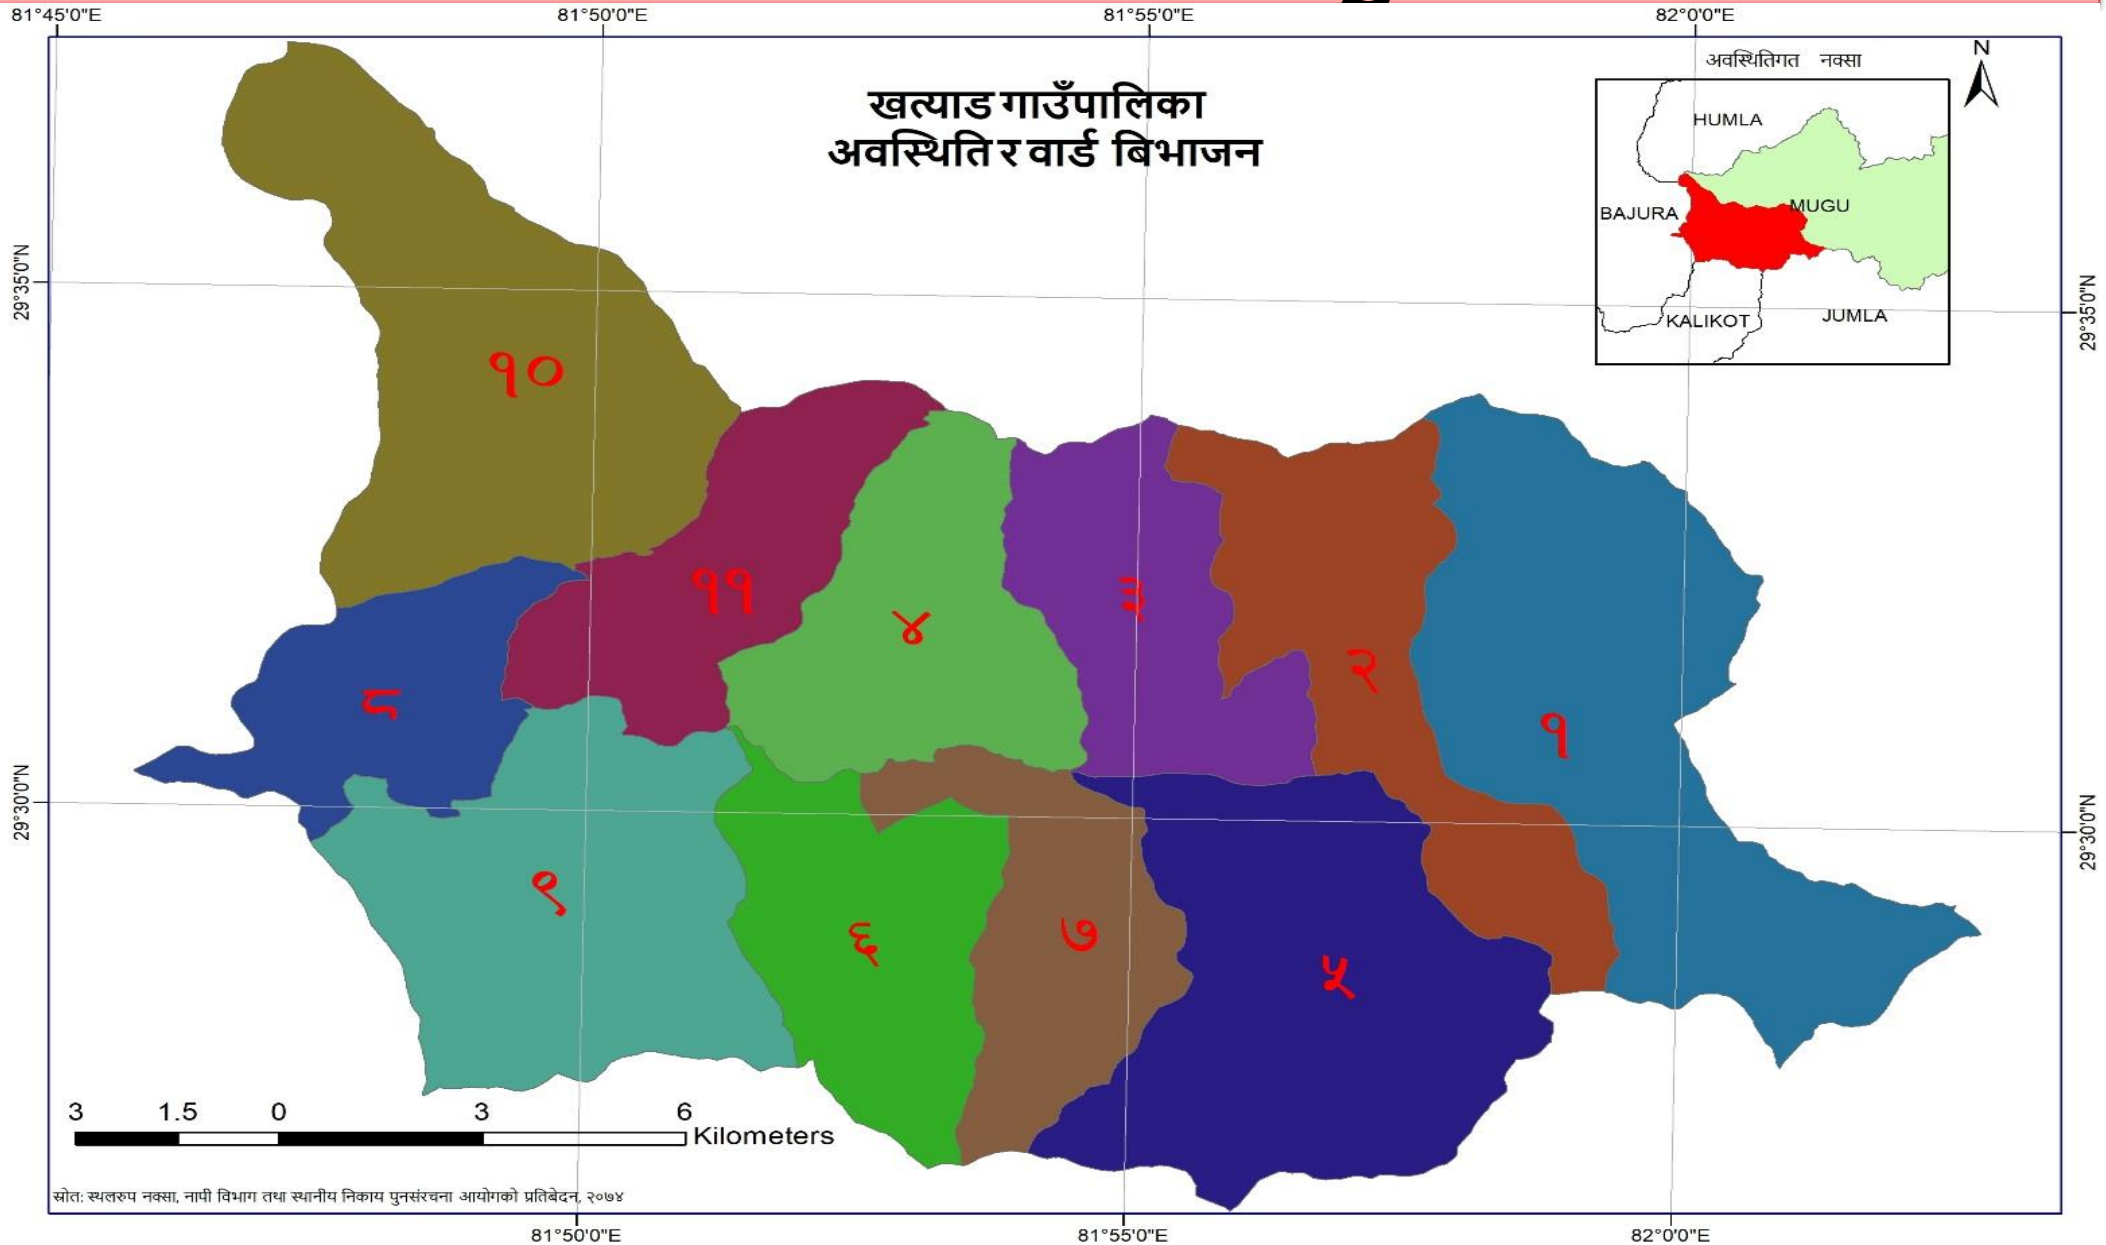 81°45'0"E 81°50'0"E 81°55'0"E 82°0'0"E
अवस्थितिगत नक्सा
N
खत्याड गाउँपालिका
अवस्थिति र वार्ड बिभाजन
HUMLA
MUGU
BAJURA
KALIKOT
JUMLA
29°35'0"N
29°35'0"N
१०
११
४
३
२
१
८
29°30'0"N
29°30'0"N
९
६
७
५
3 1.5 0 3 6
Kilometers
स्रोत: स्थलरुप नक्सा, नापी विभाग तथा स्थानीय निकाय पुनसंरचना आयोगको प्रतिबेदन, २०७४
81°50'0"E 81°55'0"E 82°0'0"E